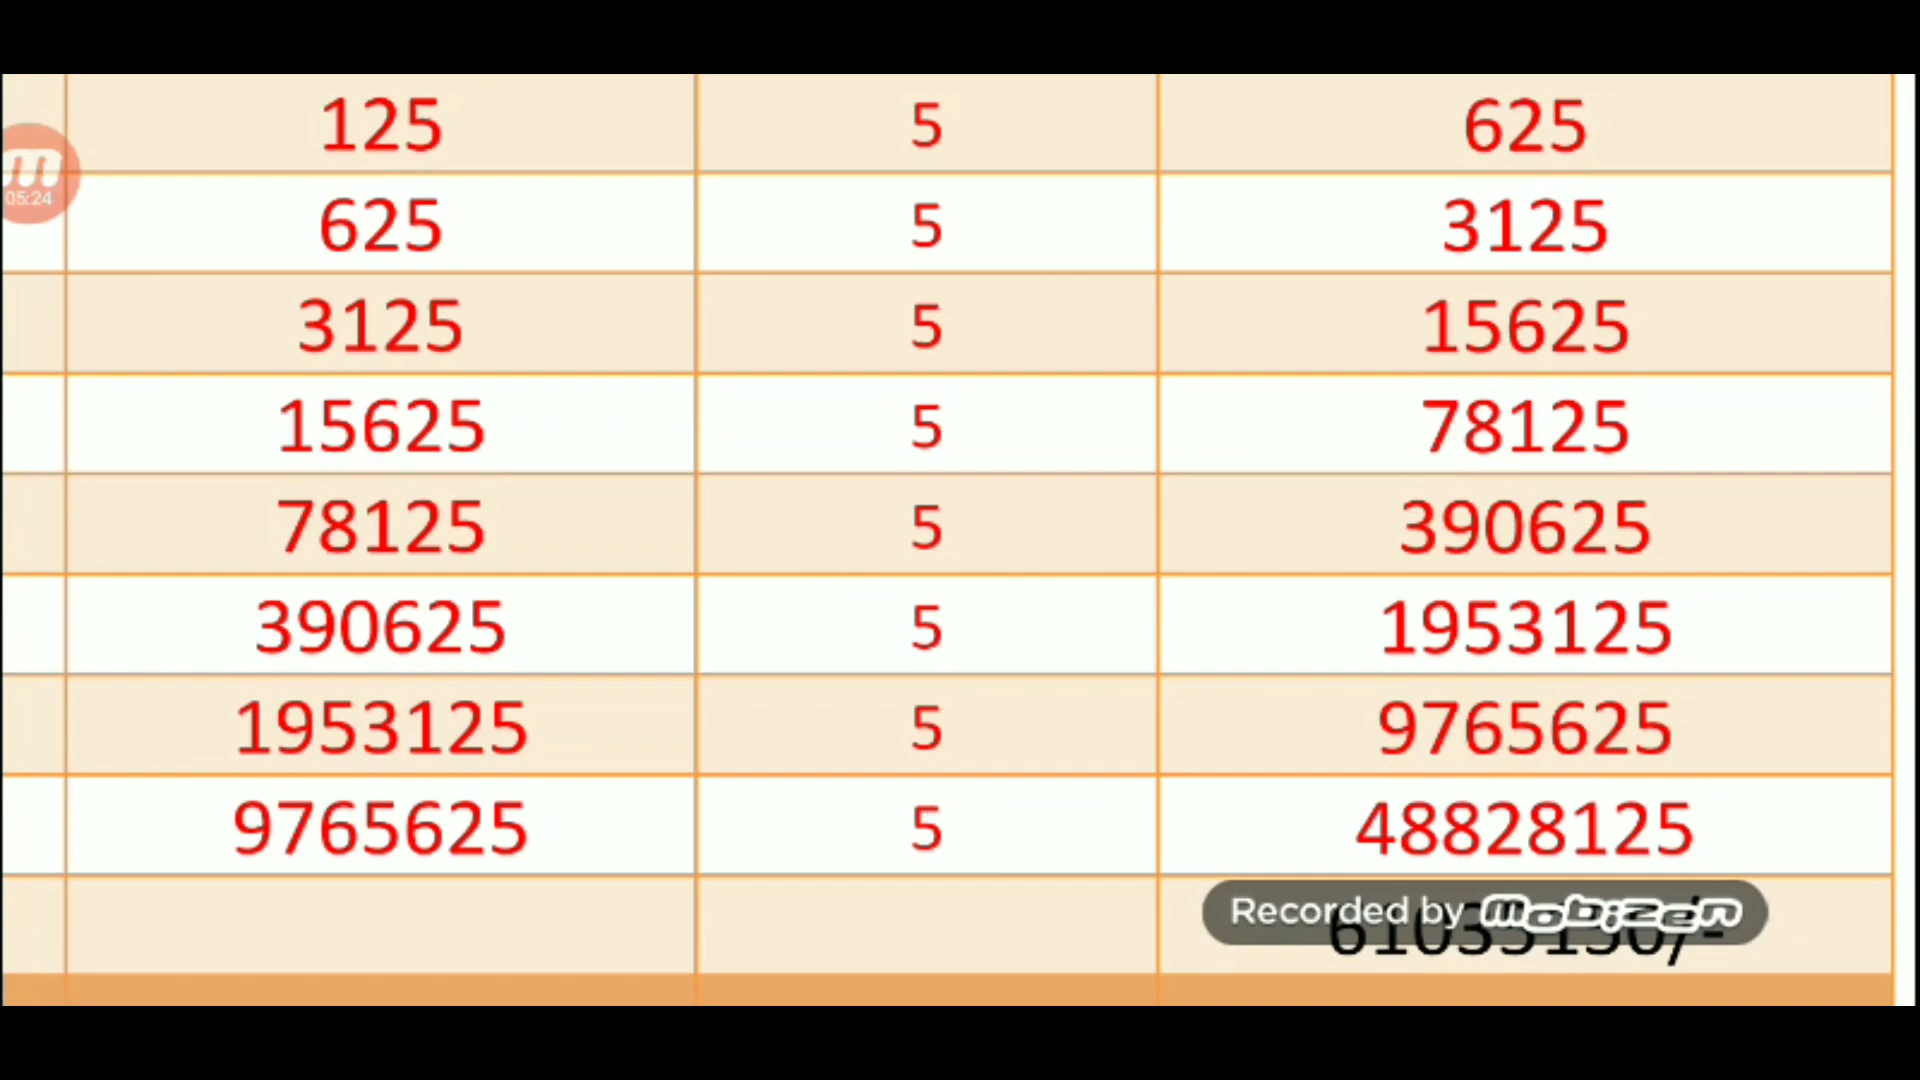 125 5 625
05:24
625 5 3125
3125 5 15625
15625 5 78125
78125 5 390625
390625 5 1953125
1953125 5 9765625
9765625 5 48828125
Recorded by mobizen